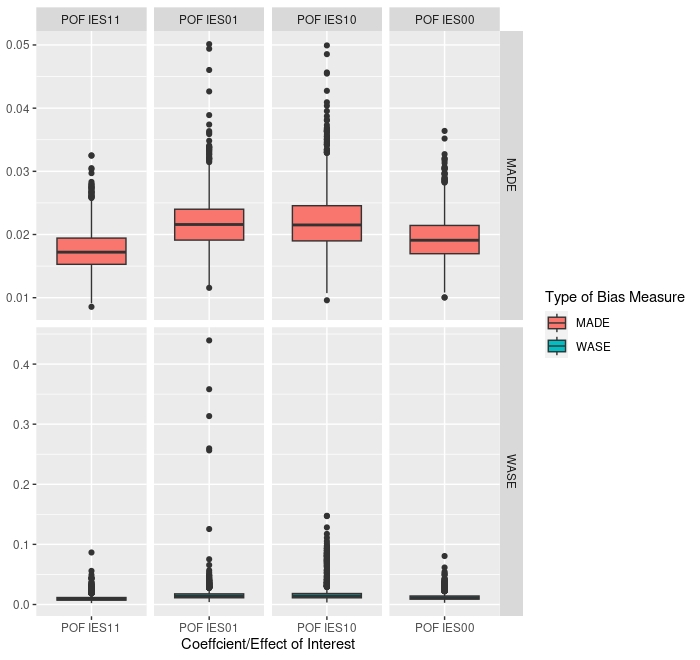 POF IES11 POF IES01 POF IES10 POF IES00
0.05
0.04
0.03
0.02
0.01
MADE
0.4
0.3
0.2
0.1
0.0
WASE
POF IES11 POF IES01 POF IES10 POF IES00
Coeffcient/Effect of Interest
Type of Bias Measure
MADE
WASE